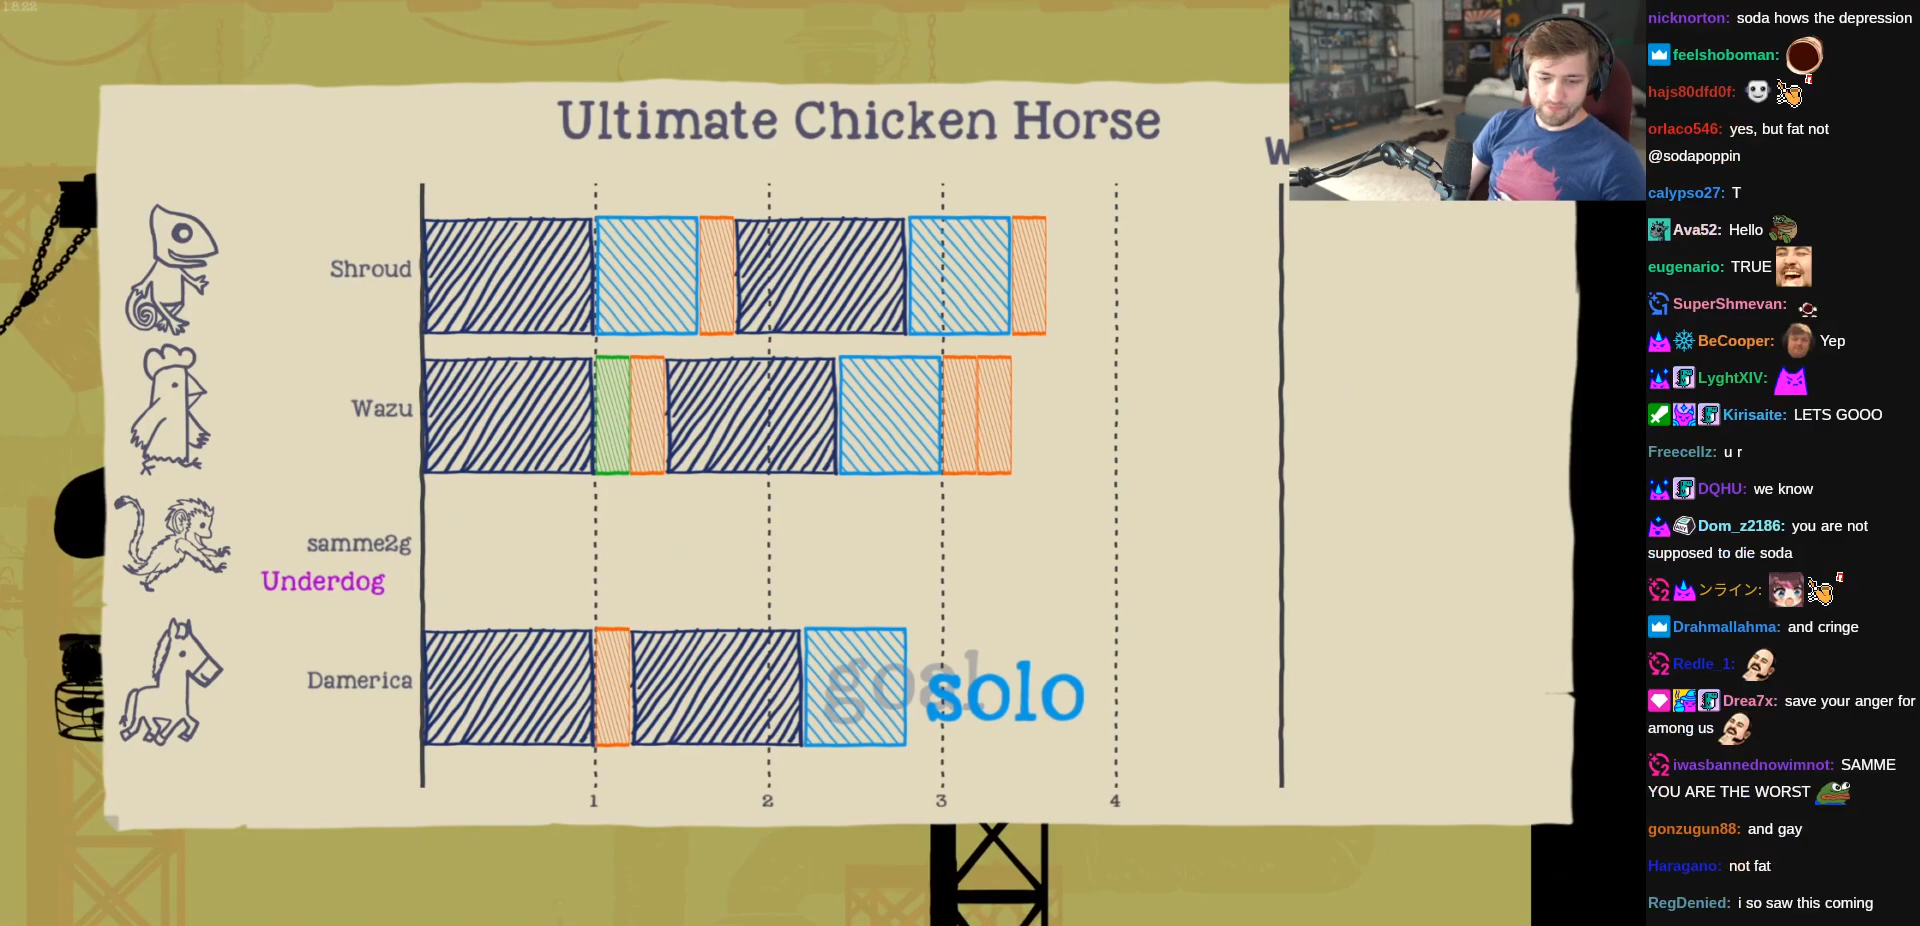 18:22
Ultimate Chicken Horse
W
Shroud
Wazu
samme2g
Underdog
Damerica
goal
solo
1
2
3
4
nicknorton: soda hows the depression
feelshoboman:
hajs80dfd0f:
orlaco546: yes, but fat not
@sodapoppin
calypso27: T
Ava52: Hello
eugenario: TRUE
SuperShmevan:
BeCooper: Yep
LyghtXIV:
Kirisaite: LETS GOOO
Freecellz: u r
DQHU: we know
Dom_z2186: you are not
supposed to die soda
ンライン:
Drahmallahma: and cringe
Redle_1:
Drea7x: save your anger for
among us
iwasbannednowimnot: SAMME
YOU ARE THE WORST
gonzugun88: and gay
Haragano: not fat
RegDenied: i so saw this coming